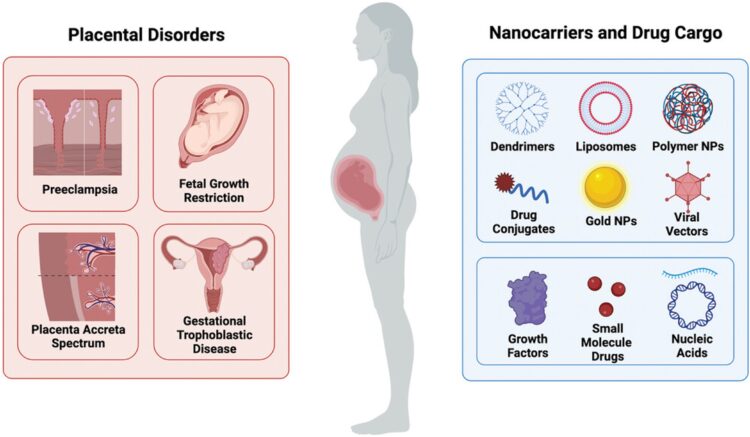 Placental Disorders
Preeclampsia
Fetal Growth
Restriction
Placenta Accreta
Spectrum
Gestational
Trophoblastic
Disease
Nanocarriers and Drug Cargo
Dendrimers
Liposomes
Polymer NPs
Drug
Conjugates
Gold NPs
Viral
Vectors
Growth
Factors
Small
Molecule
Drugs
Nucleic
Acids